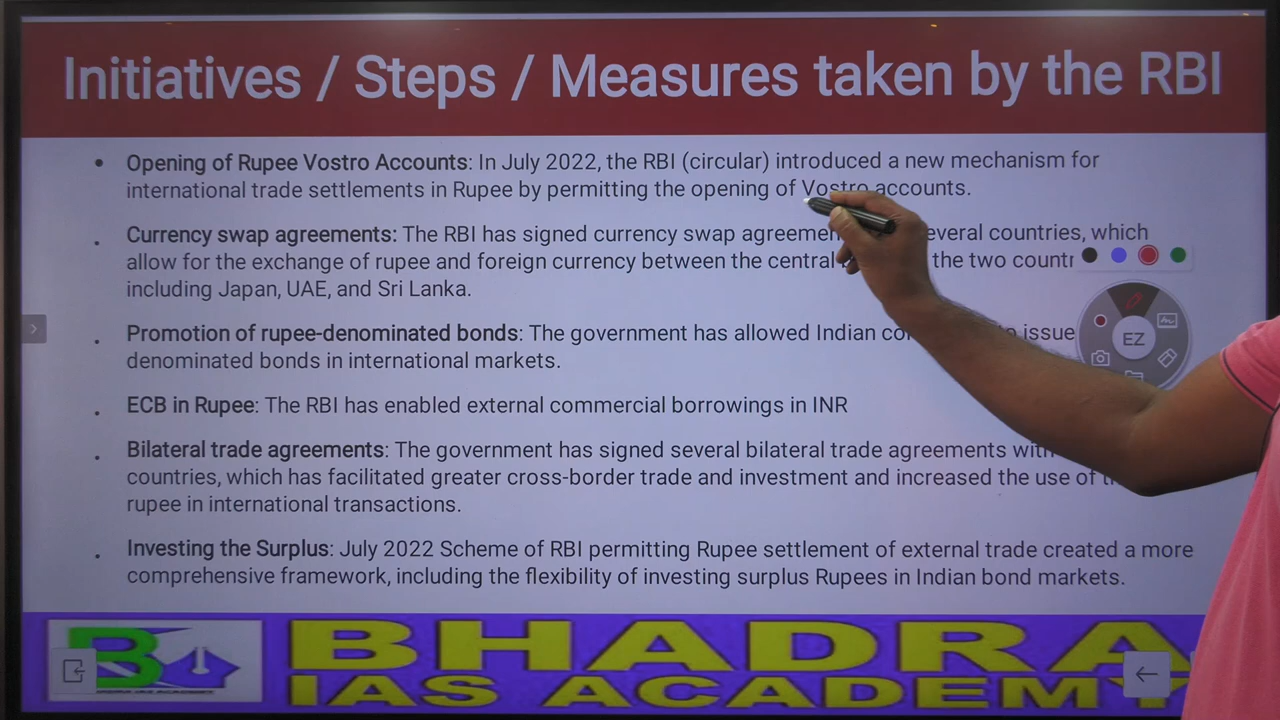 Initiatives / Steps / Measures taken by the RBI
• Opening of Rupee Vostro Accounts: In July 2022, the RBI (circular) introduced a new mechanism for
international trade settlements in Rupee by permitting the opening of Vostro accounts.
. Currency swap agreements: The RBI has signed currency swap several countries, which
allow for the exchange of rupee and foreign currency between the central the two
including Japan, UAE, and Sri Lanka.
. Promotion of rupee-denominated bonds: The government has allowed Indian issue
denominated bonds in international markets.
. ECB in Rupee: The RBI has enabled external commercial borrowings in INR
. Bilateral trade agreements: The government has signed several bilateral trade agreements with
countries, which has facilitated greater cross-border trade and investment and increased the use of
rupee in international transactions.
. Investing the Surplus: July 2022 Scheme of RBI permitting Rupee settlement of external trade created a more
comprehensive framework, including the flexibility of investing surplus Rupees in Indian bond markets.
EZ
BHADRA
IAS ACADEMY